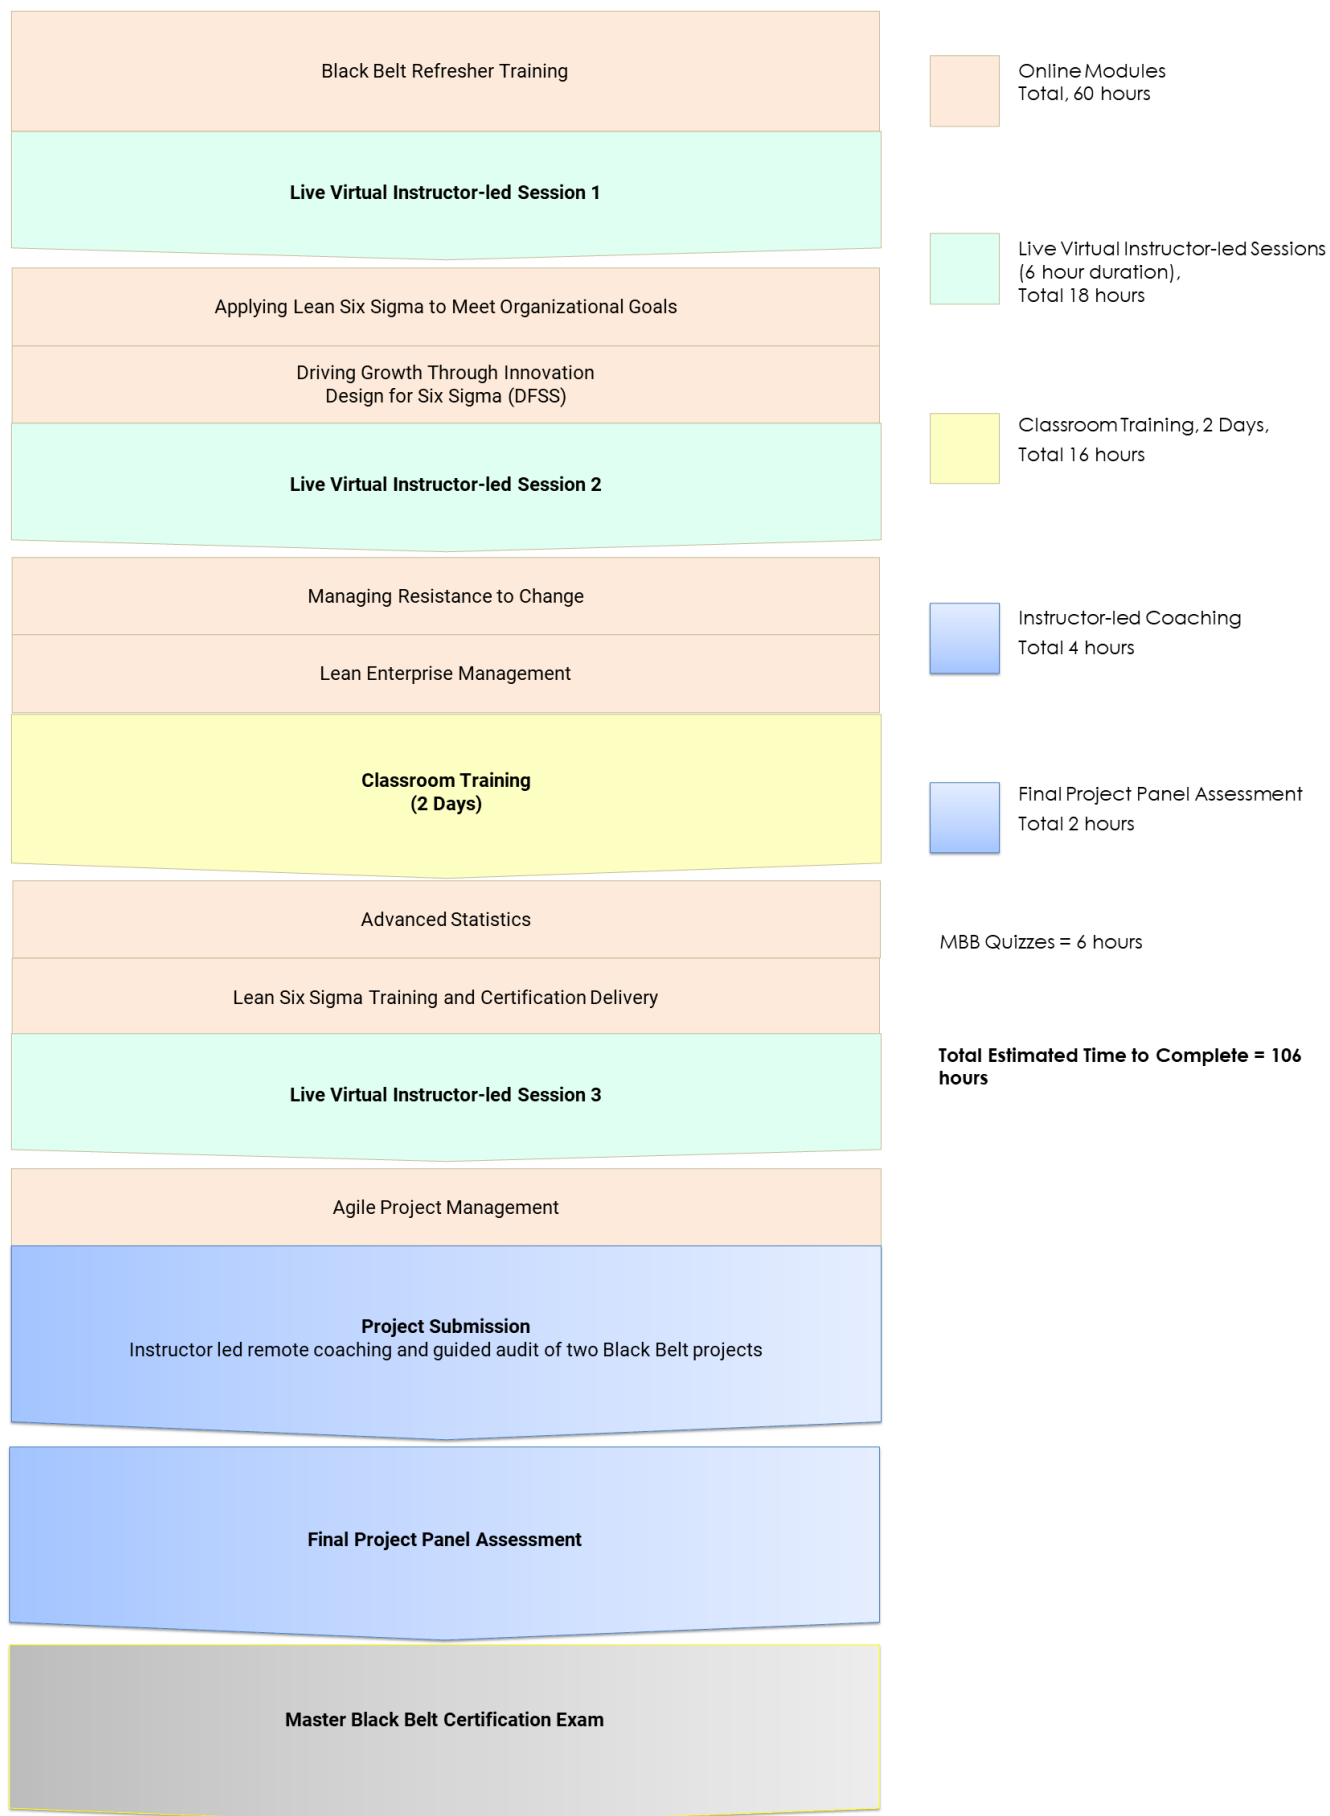 Black Belt Refresher Training
Live Virtual Instructor-led Session 1
Applying Lean Six Sigma to Meet Organizational Goals
Driving Growth Through Innovation
Design for Six Sigma (DFSS)
Live Virtual Instructor-led Session 2
Managing Resistance to Change
Lean Enterprise Management
Classroom Training
(2 Days)
Advanced Statistics
Lean Six Sigma Training and Certification Delivery
Live Virtual Instructor-led Session 3
Agile Project Management
Project Submission
Instructor led remote coaching and guided audit of two Black Belt projects
Final Project Panel Assessment
Master Black Belt Certification Exam
Online Modules
Total, 60 hours
Live Virtual Instructor-led Sessions
(6 hour duration),
Total 18 hours
Classroom Training, 2 Days,
Total 16 hours
Instructor-led Coaching
Total 4 hours
Final Project Panel Assessment
Total 2 hours
MBB Quizzes = 6 hours
Total Estimated Time to Complete = 106
hours